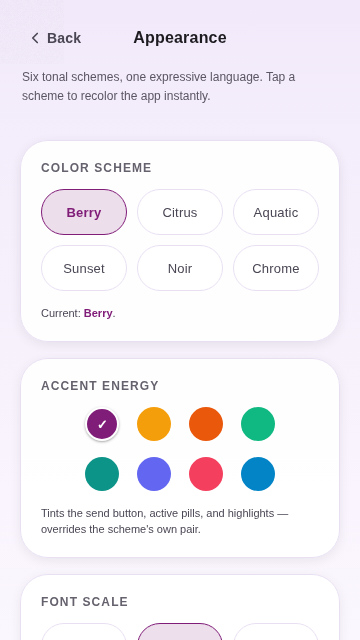 Back
Appearance
Six tonal schemes, one expressive language. Tap a
scheme to recolor the app instantly.
COLOR SCHEME
Berry
Citrus
Aquatic
Sunset
Noir
Chrome
Current: Berry.
ACCENT ENERGY
Tints the send button, active pills, and highlights —
overrides the scheme's own pair.
FONT SCALE